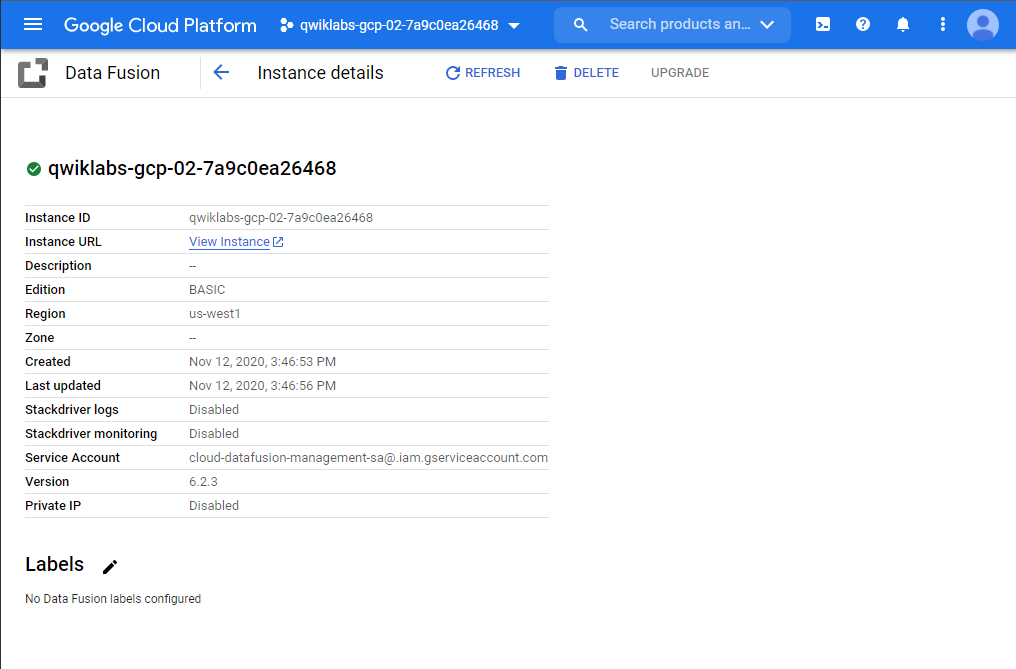 Google Cloud Platform qwiklabs-gcp-02-7a9c0ea26468 Search products an...
Data Fusion Instance details REFRESH DELETE UPGRADE
qwiklabs-gcp-02-7a9c0ea26468
Instance ID qwiklabs-gcp-02-7a9c0ea26468
Instance URL View Instance
Description --
Edition BASIC
Region us-west1
Zone --
Created Nov 12, 2020, 3:46:53 PM
Last updated Nov 12, 2020, 3:46:56 PM
Stackdriver logs Disabled
Stackdriver monitoring Disabled
Service Account cloud-datafusion-management-sa@.iam.gserviceaccount.com
Version 6.2.3
Private IP Disabled
Labels
No Data Fusion labels configured